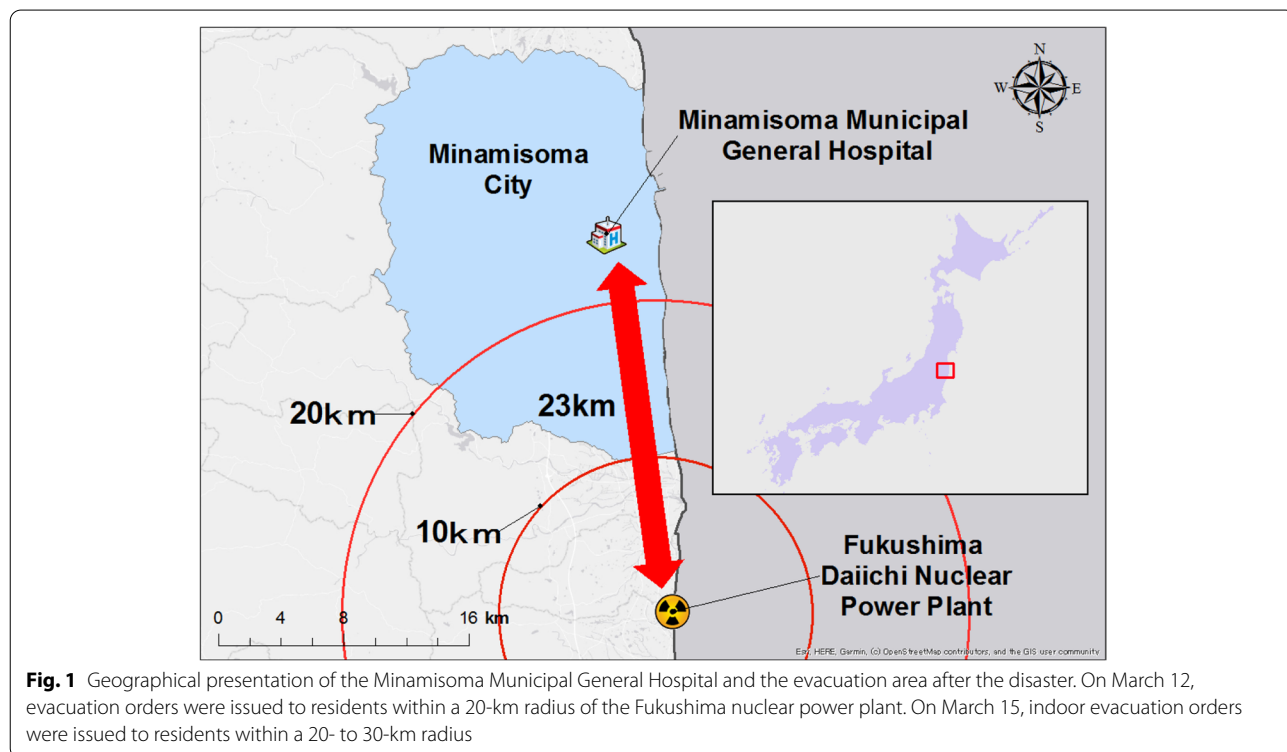 N
W E
S
Minamisoma Municipal
General Hospital
Minamisoma
City
H
23km
20km
10km
Fukushima
Daiichi Nuclear
Power Plant
0 4 8 16 km
Esri, HERE, Garmin, (c) OpenStreetMap contributors, and the GIS user community
Fig. 1 Geographical presentation of the Minamisoma Municipal General Hospital and the evacuation area after the disaster. On March 12,
evacuation orders were issued to residents within a 20-km radius of the Fukushima nuclear power plant. On March 15, indoor evacuation orders
were issued to residents within a 20- to 30-km radius